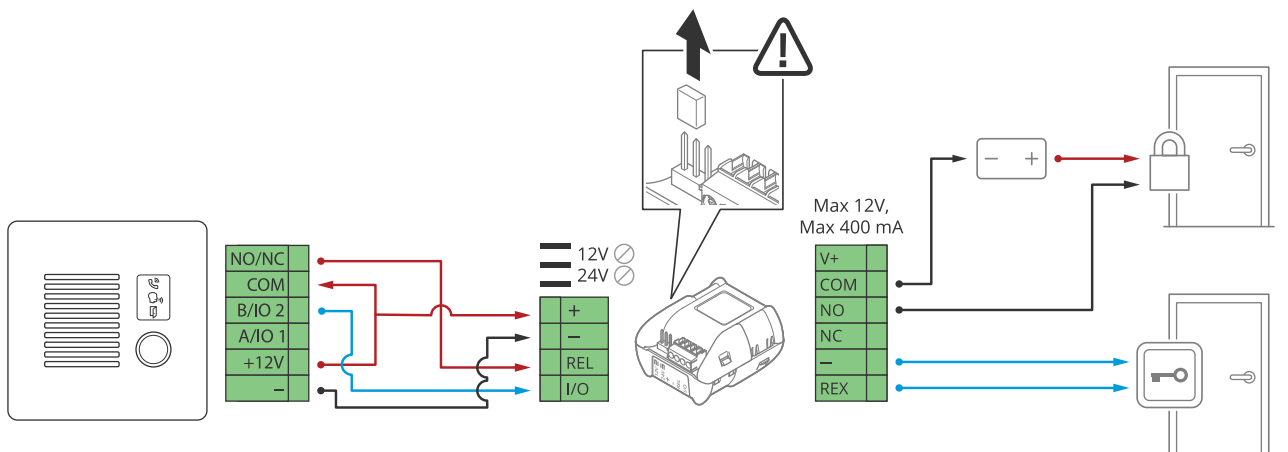 Max 12V,
Max 400 mA
NO/NC
COM
B/IO 2
A/IO 1
+12V
−
12V
24V
+
−
REL
I/O
V+
COM
NO
NC
−
REX
− +